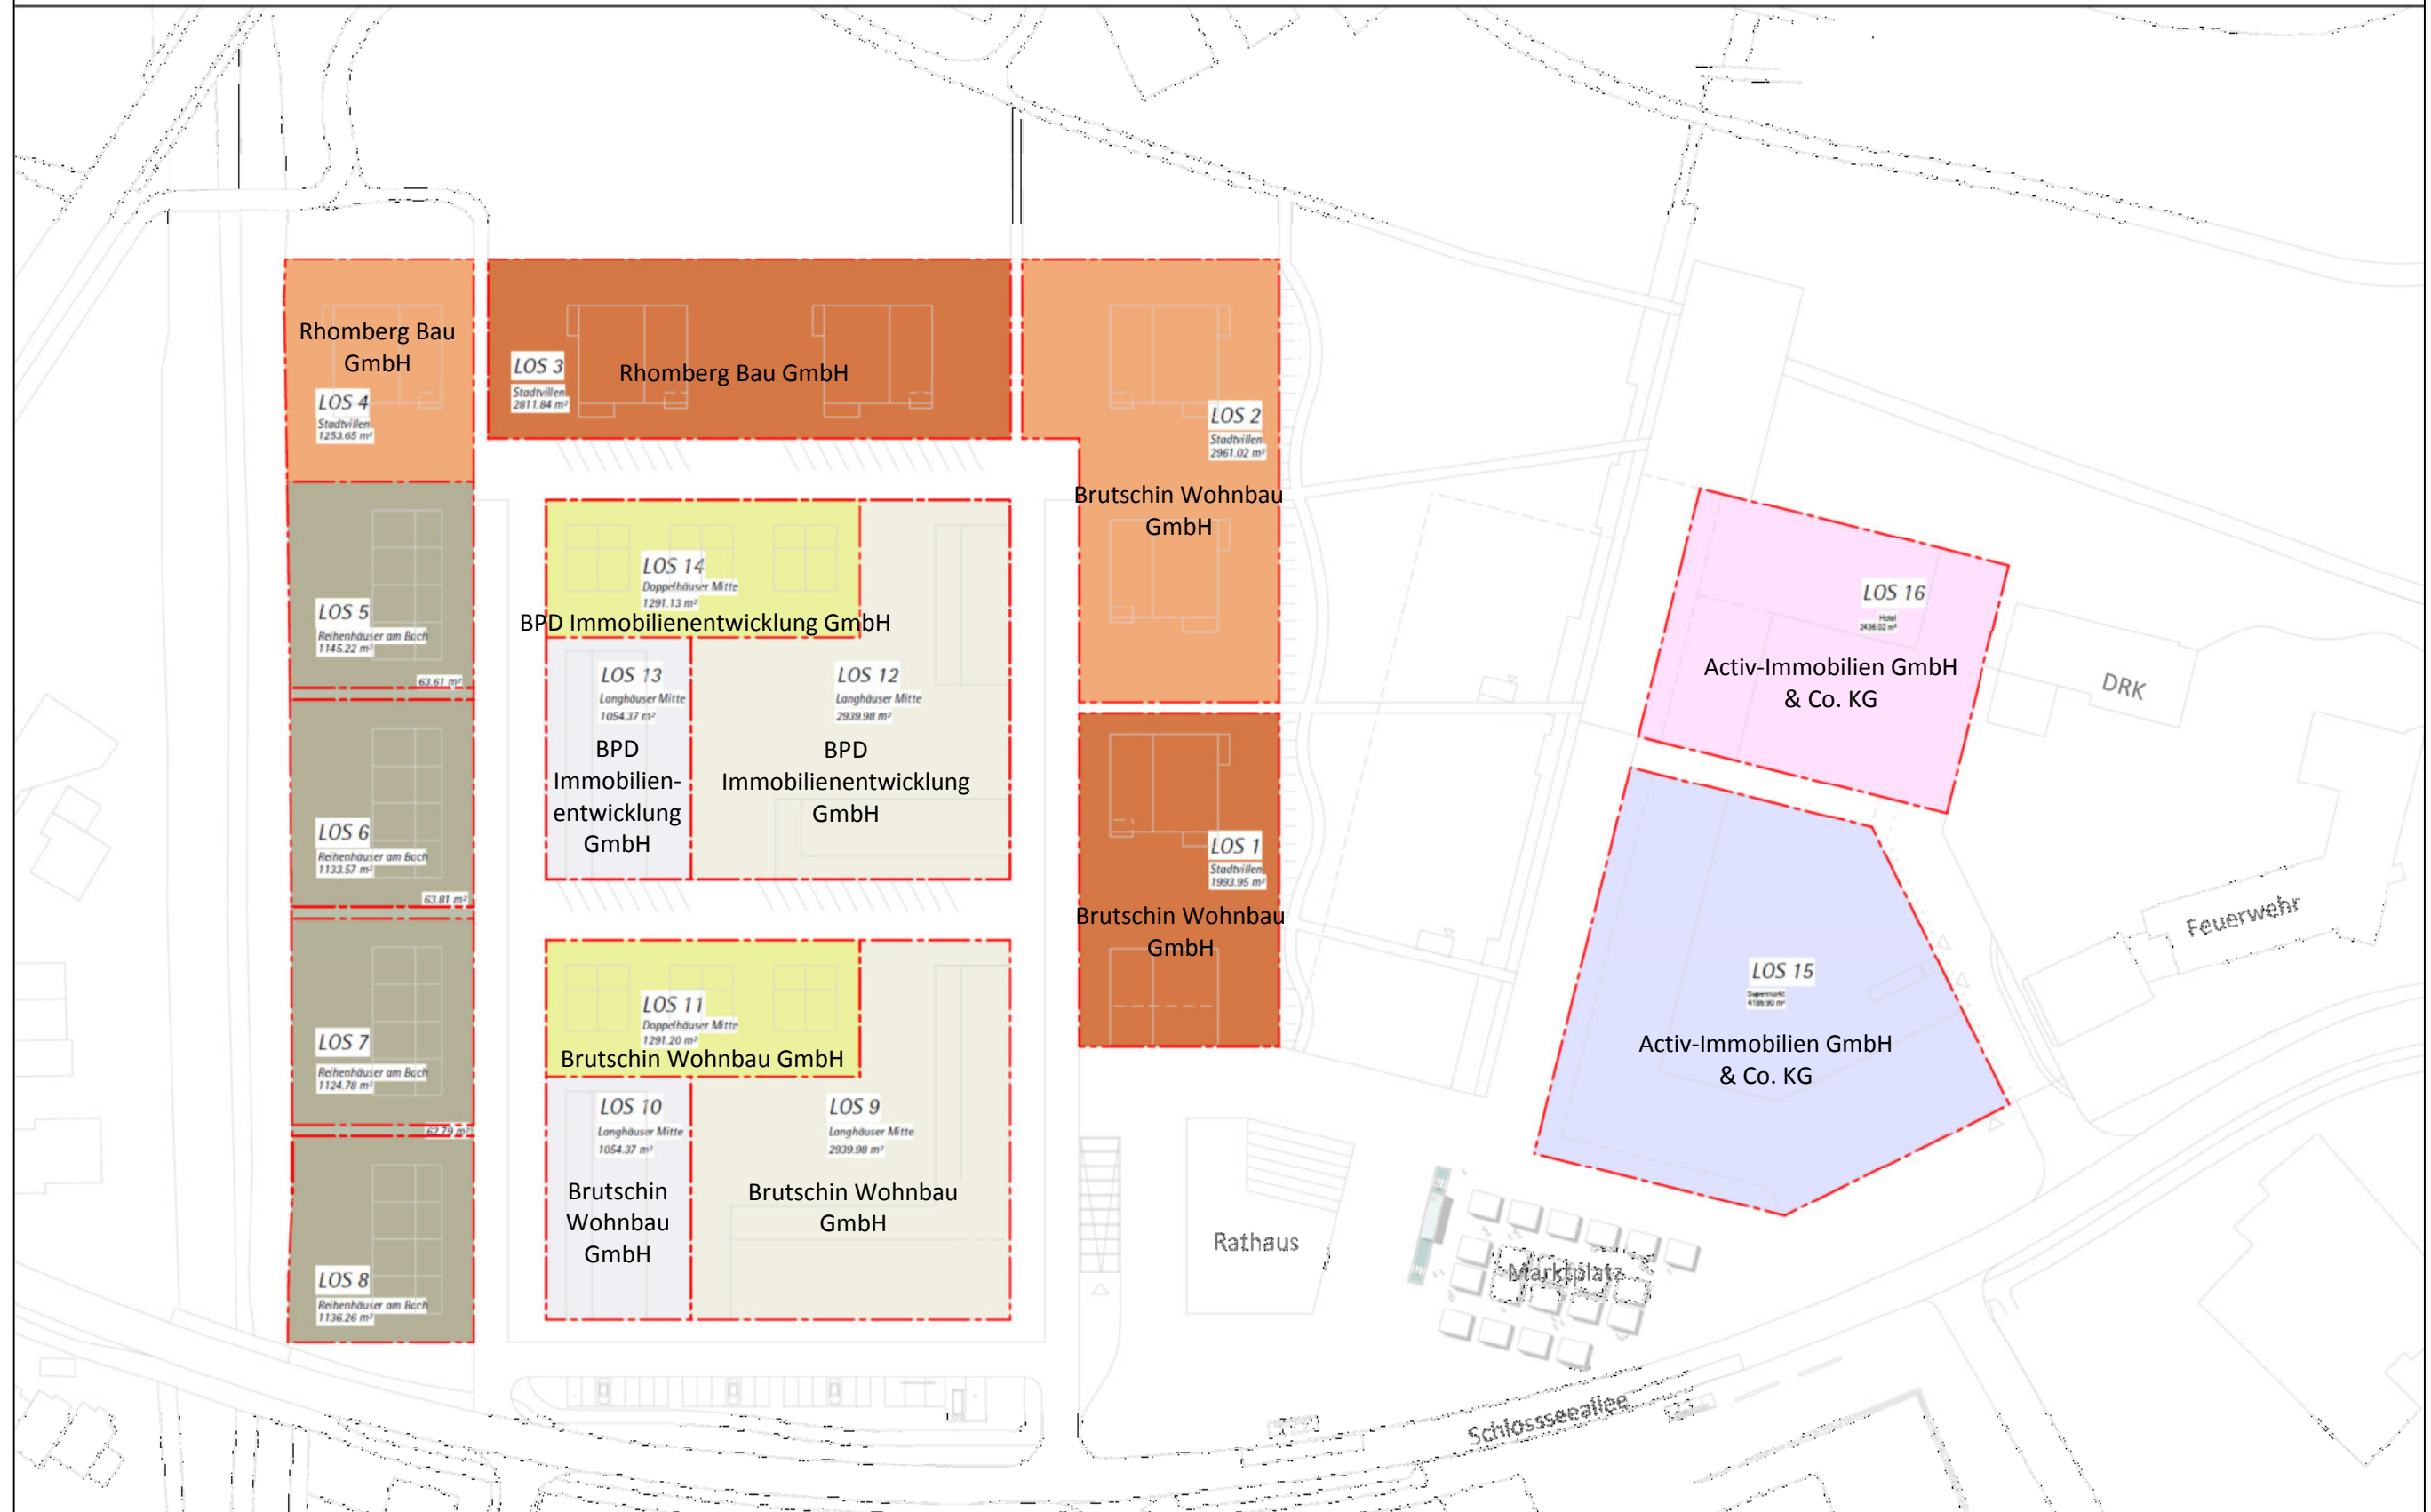 Rhomberg Bau
GmbH
LOS 4
Stadtvillen
1253.65 m²
LOS 3
Stadtvillen
2811.84 m²
Rhomberg Bau GmbH
LOS 2
Stadtvillen
2961.02 m²
Brutschin Wohnbau
GmbH
LOS 5
Reihenhäuser am Bach
1145.22 m²
63.61 m²
LOS 14
Doppelhäuser Mitte
1291.13 m²
BPD Immobilienentwicklung GmbH
LOS 13
Langhäuser Mitte
1054.37 m²
BPD
Immobilien-
entwicklung
GmbH
LOS 12
Langhäuser Mitte
2939.98 m²
BPD
Immobilienentwicklung
GmbH
LOS 16
Hotel
2436.02 m²
Activ-Immobilien GmbH
& Co. KG
DRK
LOS 6
Reihenhäuser am Bach
1133.57 m²
63.81 m²
LOS 1
Stadtvillen
1993.95 m²
Brutschin Wohnbau
GmbH
Feuerwehr
LOS 15
Supermarkt
4186.90 m²
Activ-Immobilien GmbH
& Co. KG
LOS 7
Reihenhäuser am Bach
1124.78 m²
62.79 m²
LOS 11
Doppelhäuser Mitte
1291.20 m²
Brutschin Wohnbau GmbH
LOS 10
Langhäuser Mitte
1054.37 m²
Brutschin
Wohnbau
GmbH
LOS 9
Langhäuser Mitte
2939.98 m²
Brutschin Wohnbau
GmbH
LOS 8
Reihenhäuser am Bach
1136.26 m²
Rathaus
Marktplatz
Schlossseeallee